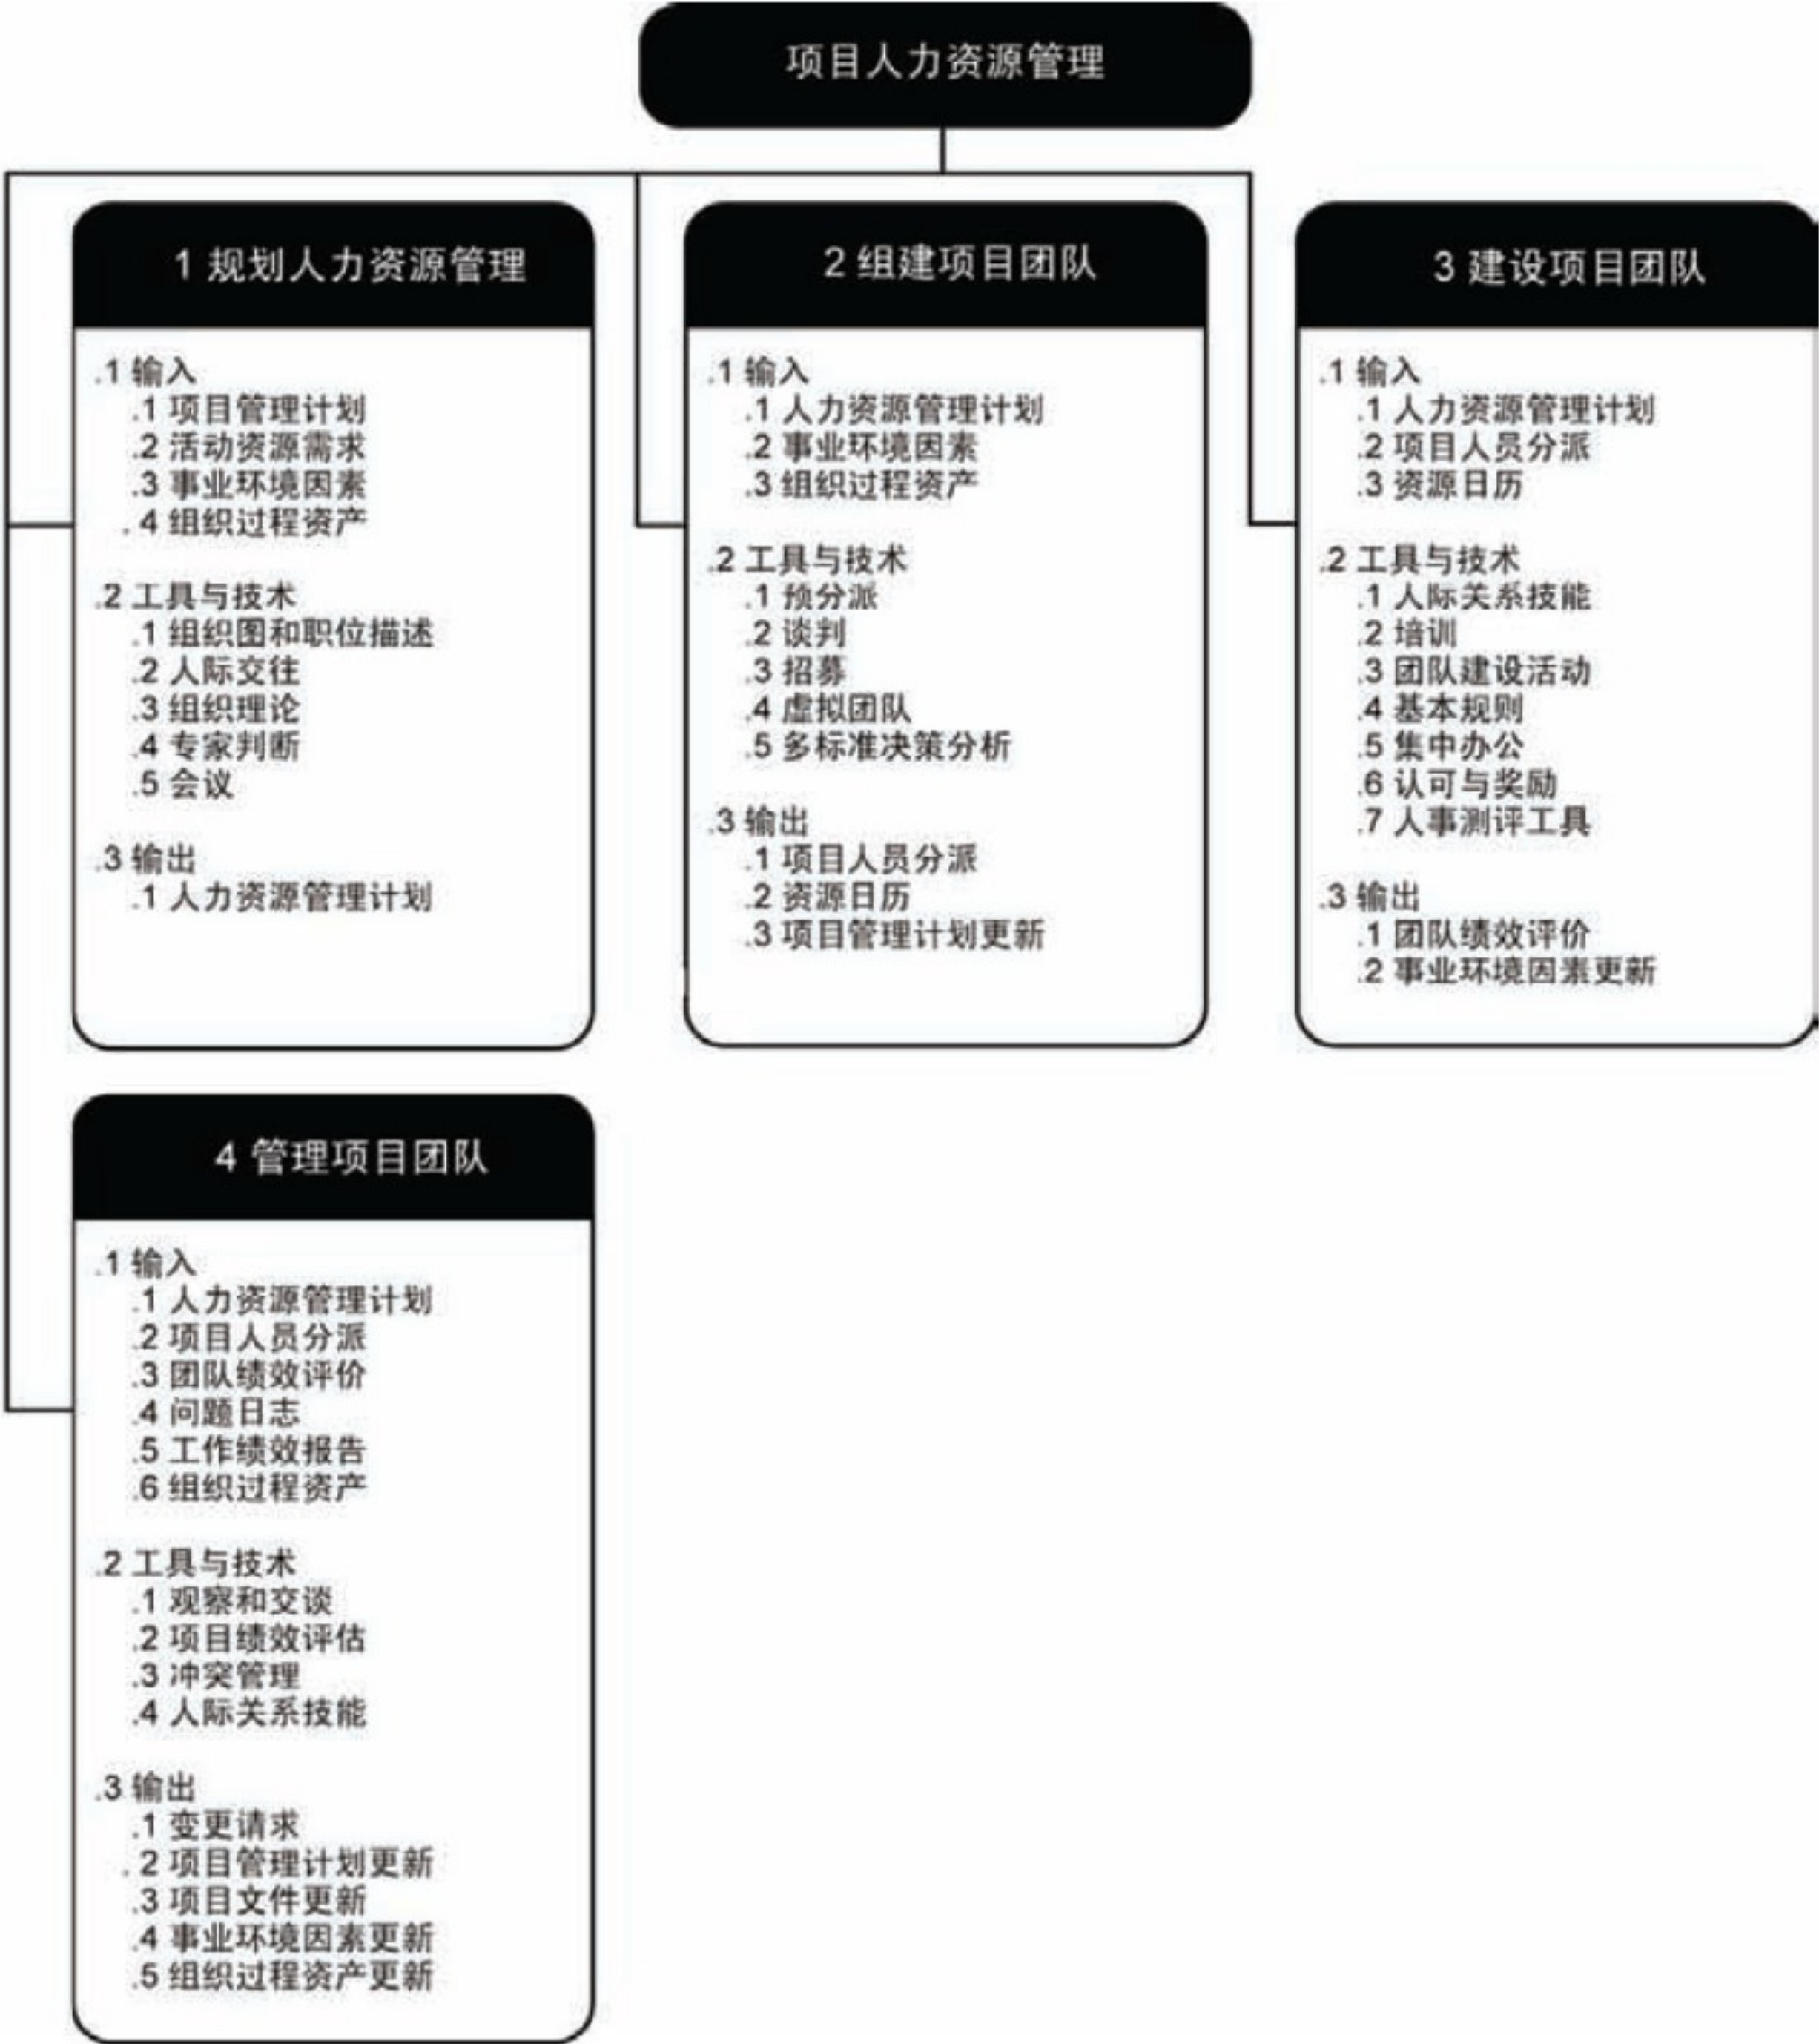 项目人力资源管理
1 规划人力资源管理
.1 输入
.1 项目管理计划
.2 活动资源需求
.3 事业环境因素
.4 组织过程资产
.2 工具与技术
.1 组织图和职位描述
.2 人际交往
.3 组织理论
.4 专家判断
.5 会议
.3 输出
.1 人力资源管理计划
2 组建项目团队
.1 输入
.1 人力资源管理计划
.2 事业环境因素
.3 组织过程资产
.2 工具与技术
.1 预分派
.2 谈判
.3 招募
.4 虚拟团队
.5 多标准决策分析
.3 输出
.1 项目人员分派
.2 资源日历
.3 项目管理计划更新
3 建设项目团队
.1 输入
.1 人力资源管理计划
.2 项目人员分派
.3 资源日历
.2 工具与技术
.1 人际关系技能
.2 培训
.3 团队建设活动
.4 基本规则
.5 集中办公
.6 认可与奖励
.7 人事测评工具
.3 输出
.1 团队绩效评价
.2 事业环境因素更新
4 管理项目团队
.1 输入
.1 人力资源管理计划
.2 项目人员分派
.3 团队绩效评价
.4 问题日志
.5 工作绩效报告
.6 组织过程资产
.2 工具与技术
.1 观察和交谈
.2 项目绩效评估
.3 冲突管理
.4 人际关系技能
.3 输出
.1 变更请求
.2 项目管理计划更新
.3 项目文件更新
.4 事业环境因素更新
.5 组织过程资产更新